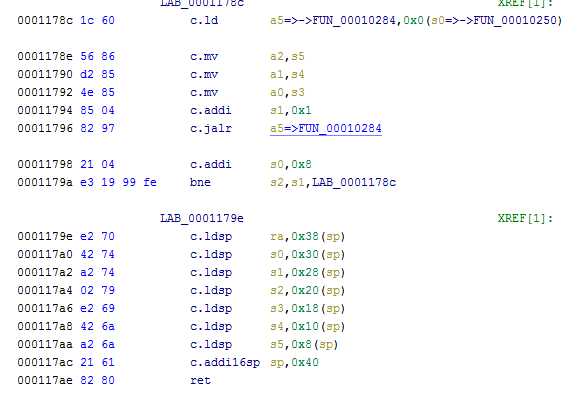 LAB_0001178c XREF[1]:
0001178c 1c 60 c.ld a5=>->FUN_00010284,0x0(s0=>->FUN_00010250)
0001178e 56 86 c.mv a2,s5
00011790 d2 85 c.mv a1,s4
00011792 4e 85 c.mv a0,s3
00011794 85 04 c.addi s1,0x1
00011796 82 97 c.jalr a5=>FUN_00010284
00011798 21 04 c.addi s0,0x8
0001179a e3 19 99 fe bne s2,s1,LAB_0001178c
LAB_0001179e XREF[1]:
0001179e e2 70 c.ldsp ra,0x38(sp)
000117a0 42 74 c.ldsp s0,0x30(sp)
000117a2 a2 74 c.ldsp s1,0x28(sp)
000117a4 02 79 c.ldsp s2,0x20(sp)
000117a6 e2 69 c.ldsp s3,0x18(sp)
000117a8 42 6a c.ldsp s4,0x10(sp)
000117aa a2 6a c.ldsp s5,0x8(sp)
000117ac 21 61 c.addi16sp sp,0x40
000117ae 82 80 ret